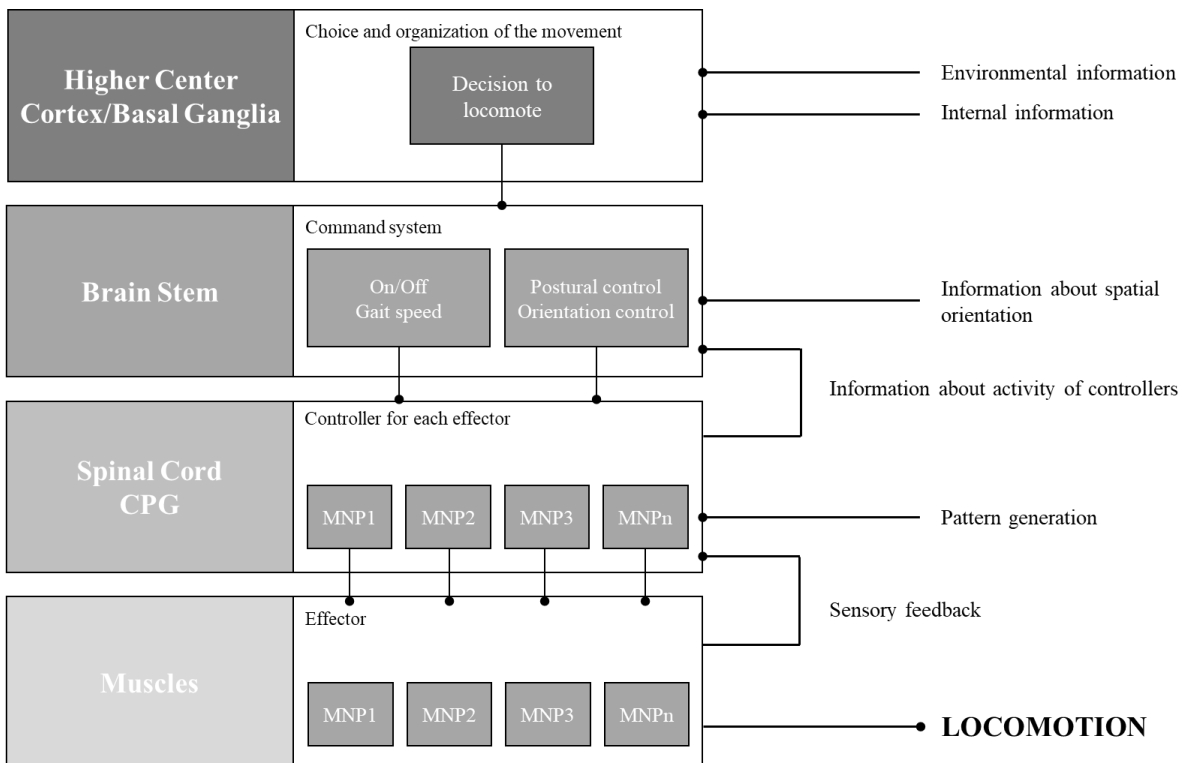 Higher Center
Cortex/Basal Ganglia
Choice and organization of the movement
Decision to
locomote
Environmental information
Internal information
Brain Stem
Command system
On/Off
Gait speed
Postural control
Orientation control
Information about spatial
orientation
Information about activity of controllers
Spinal Cord
CPG
Controller for each effector
MNP1
MNP2
MNP3
MNPn
Pattern generation
Sensory feedback
Muscles
Effector
MNP1
MNP2
MNP3
MNPn
LOCOMOTION